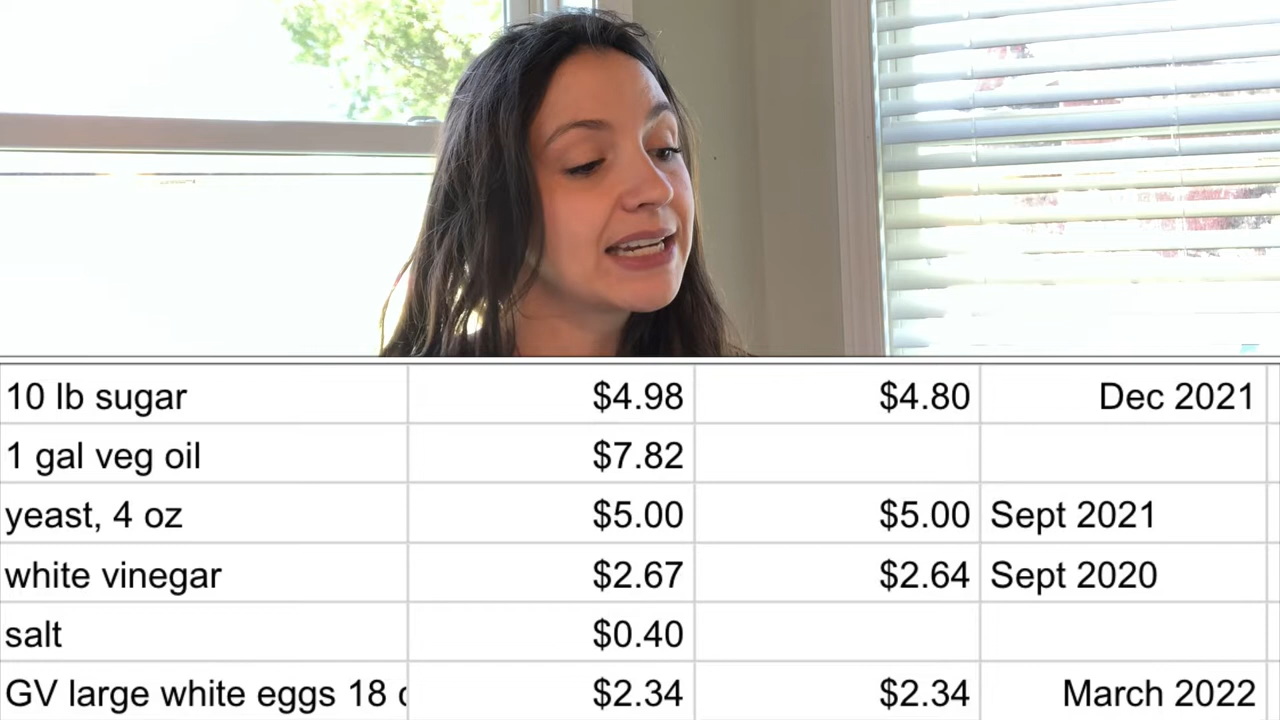 10 lb sugar $4.98 $4.80 Dec 2021
1 gal veg oil $7.82
yeast, 4 oz $5.00 $5.00 Sept 2021
white vinegar $2.67 $2.64 Sept 2020
salt $0.40
GV large white eggs 18 $2.34 $2.34 March 2022